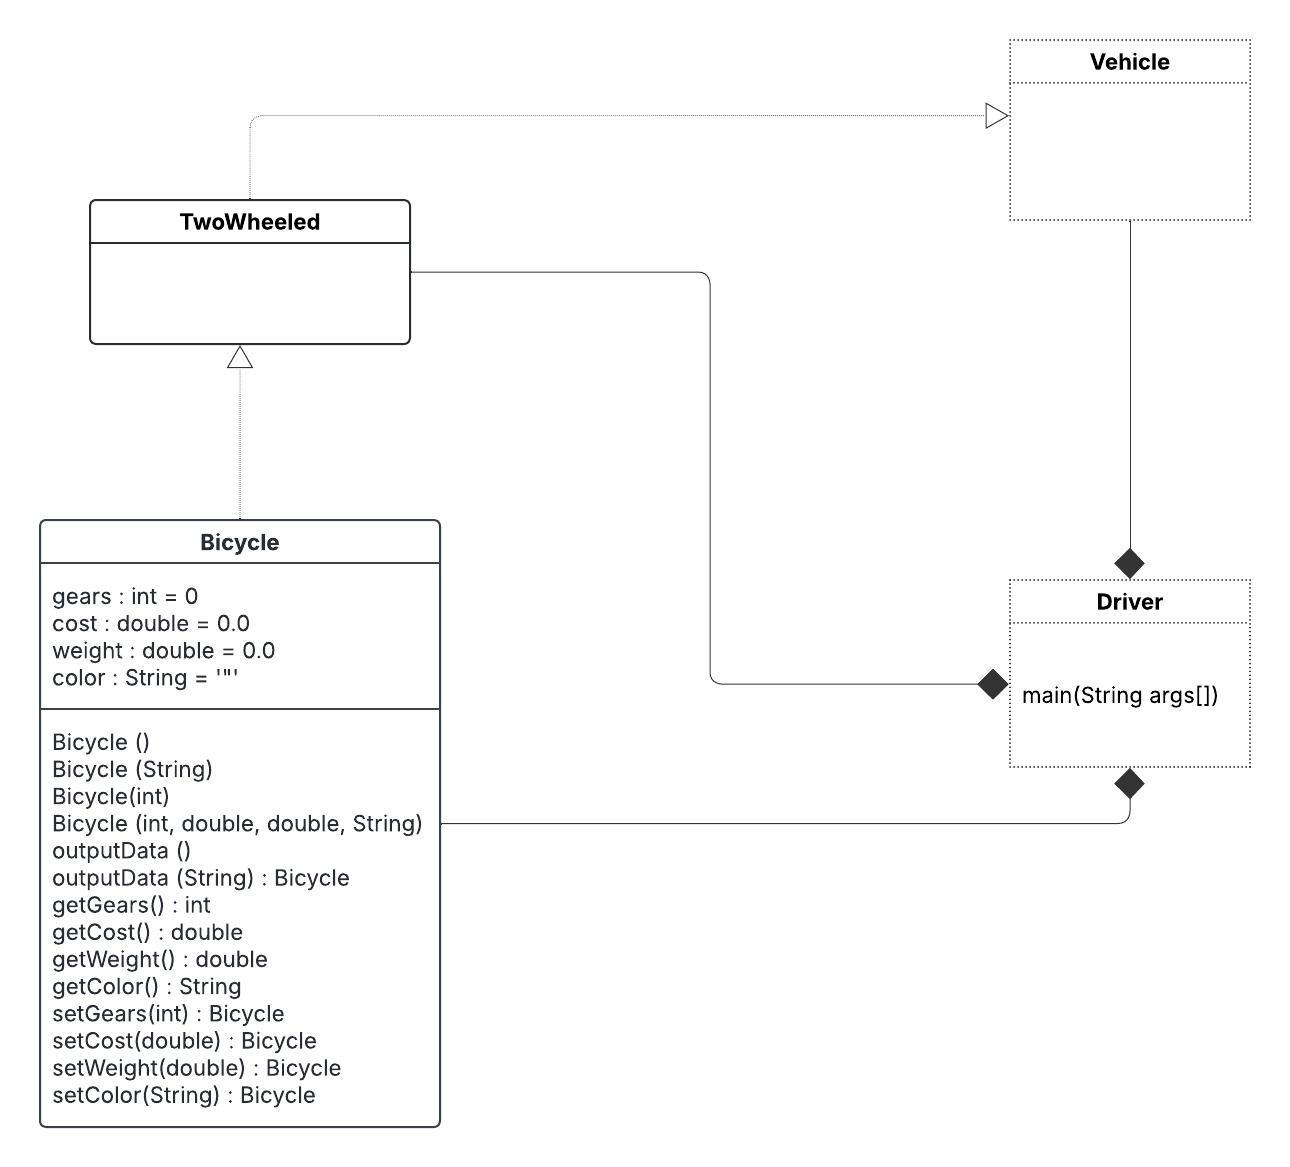 Vehicle
TwoWheeled
Bicycle
gears : int = 0
cost : double = 0.0
weight : double = 0.0
color : String = '"'
Bicycle ()
Bicycle (String)
Bicycle(int)
Bicycle (int, double, double, String)
outputData ()
outputData (String) : Bicycle
getGears() : int
getCost() : double
getWeight() : double
getColor() : String
setGears(int) : Bicycle
setCost(double) : Bicycle
setWeight(double) : Bicycle
setColor(String) : Bicycle
Driver
main(String args[])